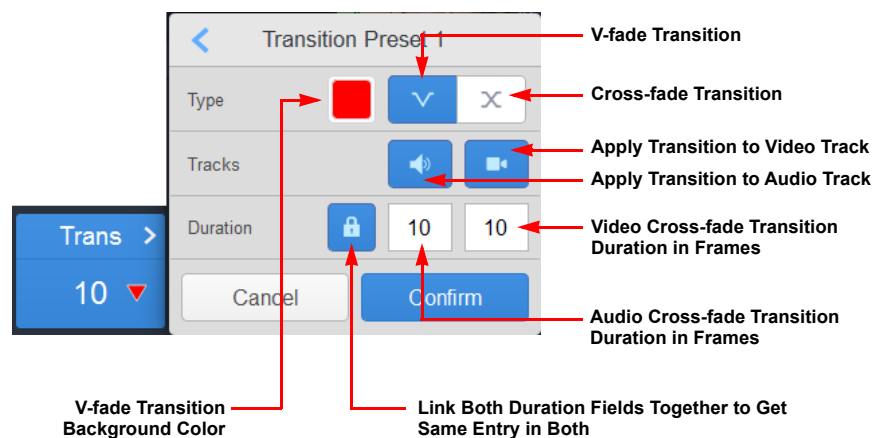 Transition Preset 1
V-fade Transition
Type
Cross-fade Transition
Tracks
Apply Transition to Video Track
Apply Transition to Audio Track
Trans >
Duration
10
10
Video Cross-fade Transition
Duration in Frames
10
Cancel
Confirm
Audio Cross-fade Transition
Duration in Frames
V-fade Transition
Background Color
Link Both Duration Fields Together to Get
Same Entry in Both